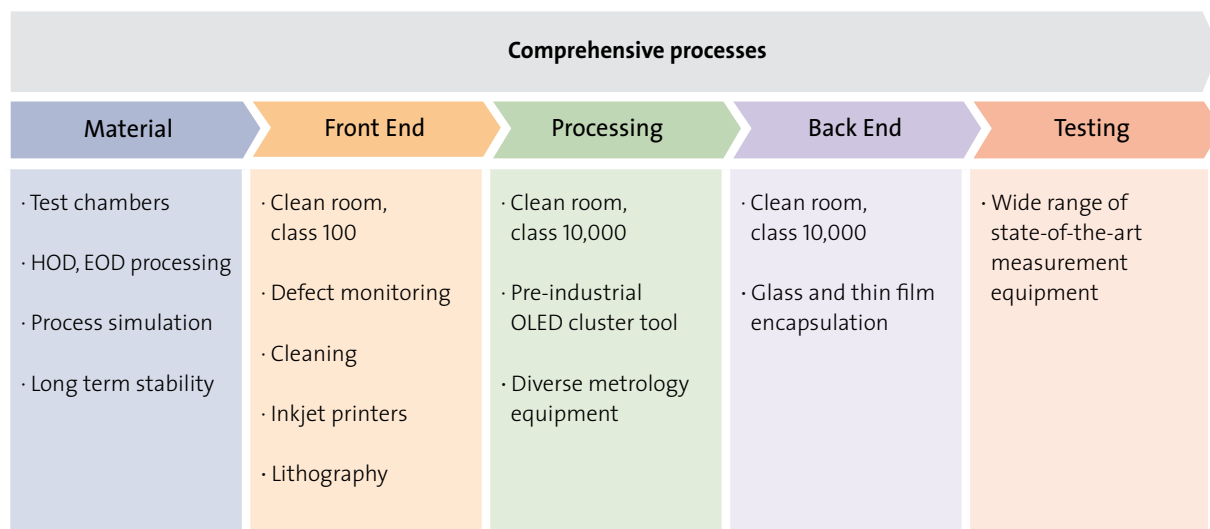 Comprehensive processes
Material
Front End
Processing
Back End
Testing
· Test chambers
· HOD, EOD processing
· Process simulation
· Long term stability
· Clean room,
class 100
· Defect monitoring
· Cleaning
· Inkjet printers
· Lithography
· Clean room,
class 10,000
· Pre-industrial
OLED cluster tool
· Diverse metrology
equipment
· Clean room,
class 10,000
· Glass and thin film
encapsulation
· Wide range of
state-of-the-art
measurement
equipment